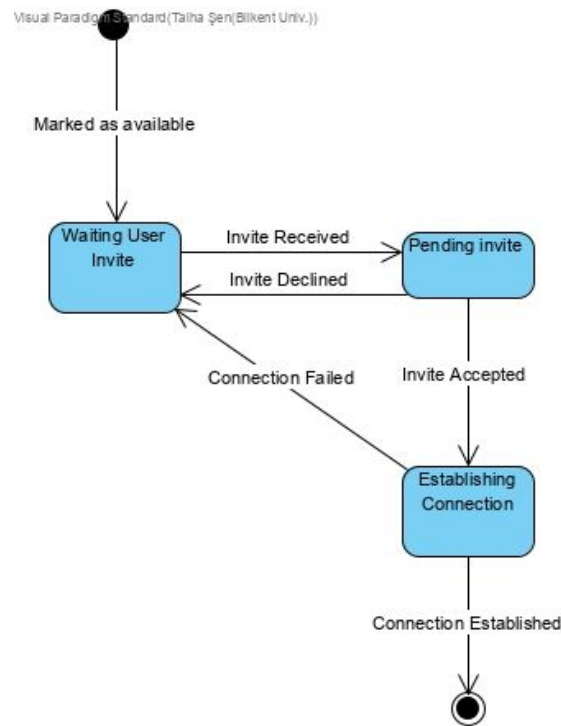 Visual Paradigm Standard(Talha Şen(Bilkent Univ.))
Marked as available
Waiting User
Invite
Invite Received
Pending invite
Invite Declined
Connection Failed
Invite Accepted
Establishing
Connection
Connection Established